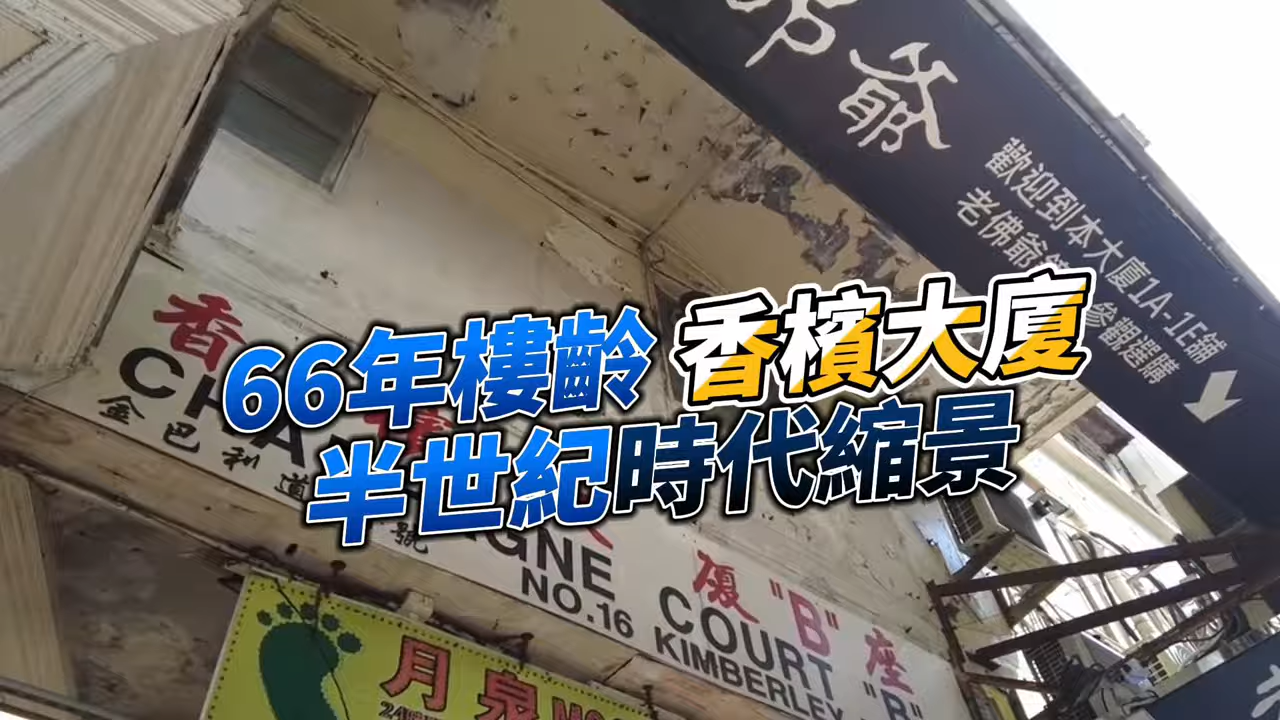 爺
歡迎到本大廈1A-1E舖
老佛爺
參觀選購
66年樓齡 香檳大廈
半世紀時代縮景
香
廈 "B" 座
COURT "B"
NO.16 KIMBERLEY
金巴利道
號
月泉